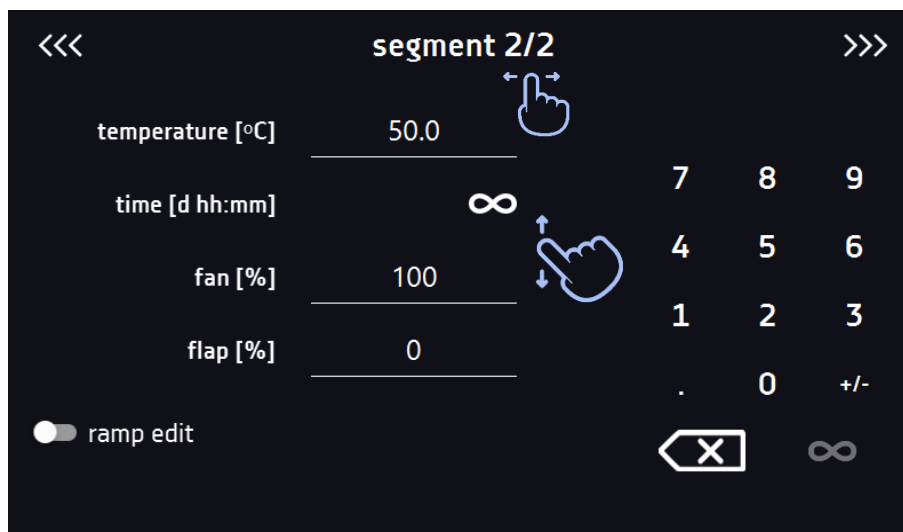 <<< segment 2/2 >>>
temperature [°C] 50.0
7 8 9
time [d hh:mm] ∞
4 5 6
fan [%] 100
1 2 3
flap [%] 0
. 0 +/-
ramp edit
∞